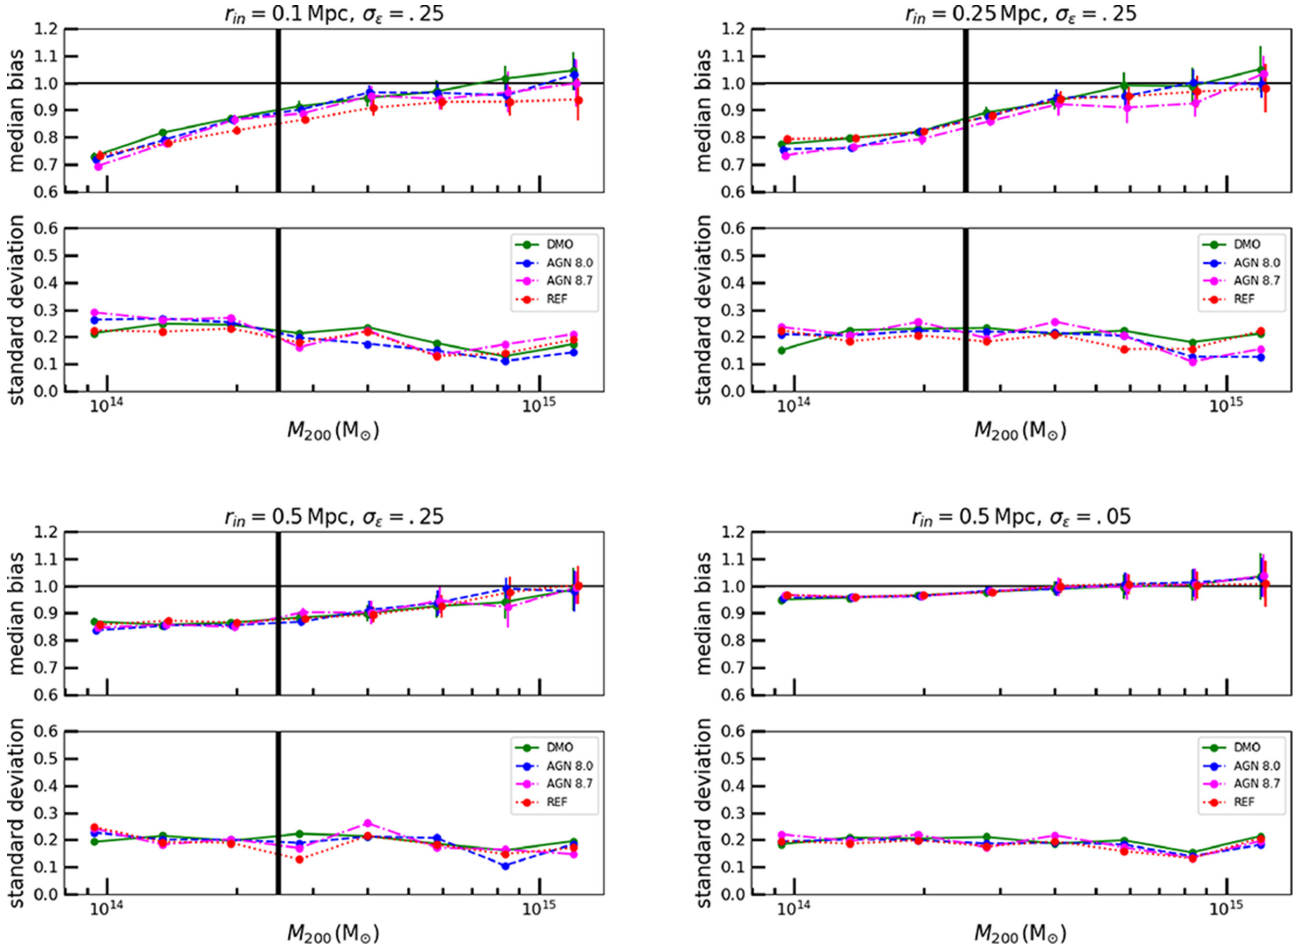 r_in = 0.1 Mpc, σ_ε = .25
median bias
1.2
1.1
1.0
0.9
0.8
0.7
0.6
standard deviation
0.6
0.5
0.4
0.3
0.2
0.1
0.0
DMO
AGN 8.0
AGN 8.7
REF
10^14 10^15
M_200 (M_⊙)
r_in = 0.25 Mpc, σ_ε = .25
median bias
1.2
1.1
1.0
0.9
0.8
0.7
0.6
standard deviation
0.6
0.5
0.4
0.3
0.2
0.1
0.0
DMO
AGN 8.0
AGN 8.7
REF
10^14 10^15
M_200 (M_⊙)
r_in = 0.5 Mpc, σ_ε = .25
median bias
1.2
1.1
1.0
0.9
0.8
0.7
0.6
standard deviation
0.6
0.5
0.4
0.3
0.2
0.1
0.0
DMO
AGN 8.0
AGN 8.7
REF
10^14 10^15
M_200 (M_⊙)
r_in = 0.5 Mpc, σ_ε = .05
median bias
1.2
1.1
1.0
0.9
0.8
0.7
0.6
standard deviation
0.6
0.5
0.4
0.3
0.2
0.1
0.0
DMO
AGN 8.0
AGN 8.7
REF
10^14 10^15
M_200 (M_⊙)